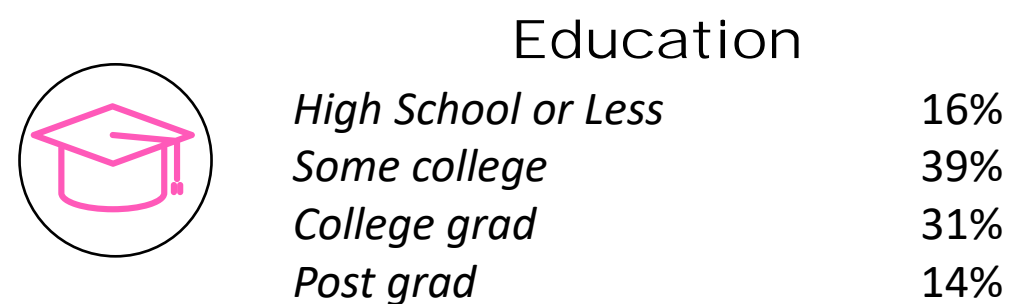 Education
High School or Less 16%
Some college 39%
College grad 31%
Post grad 14%